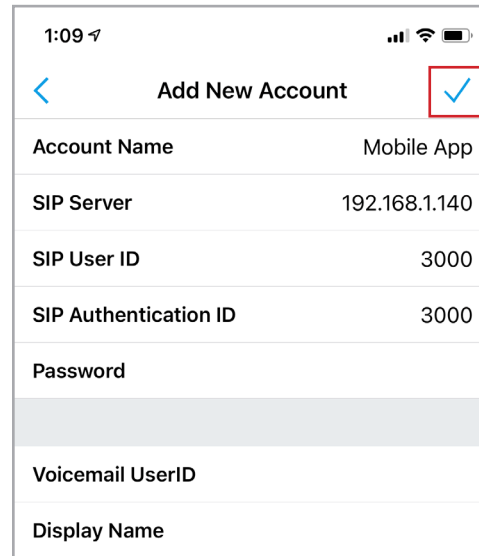 1:09
Add New Account
Account Name Mobile App
SIP Server 192.168.1.140
SIP User ID 3000
SIP Authentication ID 3000
Password
Voicemail UserID
Display Name